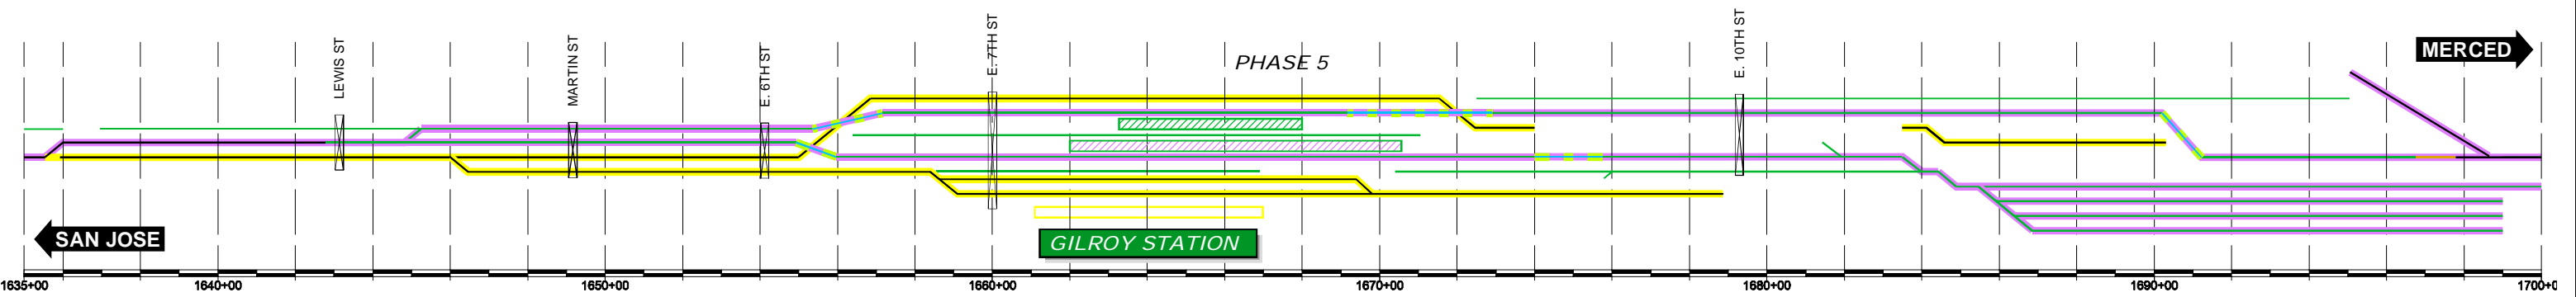 LEWIS ST
MARTIN ST
E. 6TH ST
E. 7TH ST
PHASE 5
E. 10TH ST
MERCED
SAN JOSE
GILROY STATION
1635+00
1640+00
1650+00
1660+00
1670+00
1680+00
1690+00
1700+0